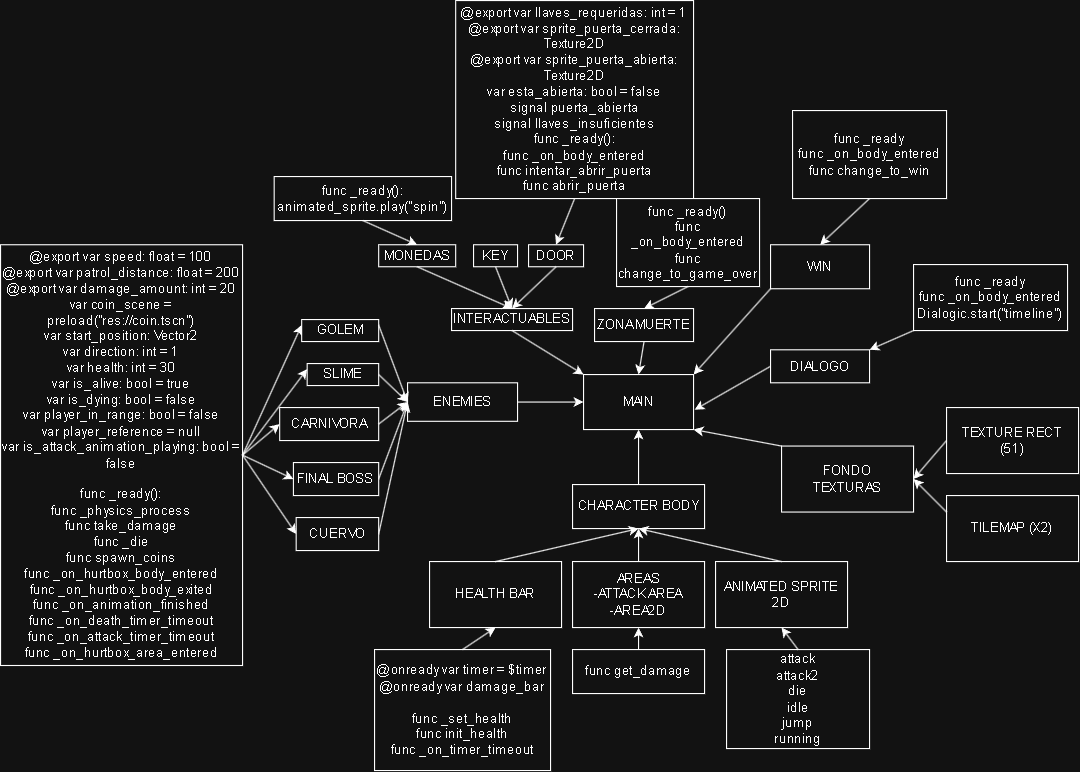 @export var llaves_requeridas: int = 1
@export var sprite_puerta_cerrada:
Texture2D
@export var sprite_puerta_abierta:
Texture2D
var esta_abierta: bool = false
signal puerta_abierta
signal llaves_insuficientes
func _ready():
func _on_body_entered
func intentar_abrir_puerta
func abrir_puerta
func _ready
func _on_body_entered
func change_to_win
func _ready():
animated_sprite.play("spin")
func _ready()
func
_on_body_entered
func
change_to_game_over
MONEDAS
KEY
DOOR
WIN
@export var speed: float = 100
@export var patrol_distance: float = 200
@export var damage_amount: int = 20
var coin_scene =
preload("res://coin.tscn")
var start_position: Vector2
var direction: int = 1
var health: int = 30
var is_alive: bool = true
var is_dying: bool = false
var player_in_range: bool = false
var player_reference = null
var is_attack_animation_playing: bool =
false
func _ready():
func _physics_process
func take_damage
func _die
func spawn_coins
func _on_hurtbox_body_entered
func _on_hurtbox_body_exited
func _on_animation_finished
func _on_death_timer_timeout
func _on_attack_timer_timeout
func _on_hurtbox_area_entered
func _ready
func _on_body_entered
Dialogic.start("timeline")
INTERACTUABLES
ZONAMUERTE
GOLEM
SLIME
CARNIVORA
FINAL BOSS
CUERVO
ENEMIES
MAIN
DIALOGO
TEXTURE RECT
(51)
FONDO
TEXTURAS
TILEMAP (X2)
CHARACTER BODY
HEALTH BAR
AREAS
-ATTACKAREA
-AREA2D
ANIMATED SPRITE
2D
@onready var timer = $timer
@onready var damage_bar
func _set_health
func init_health
func _on_timer_timeout
func get_damage
attack
attack2
die
idle
jump
running